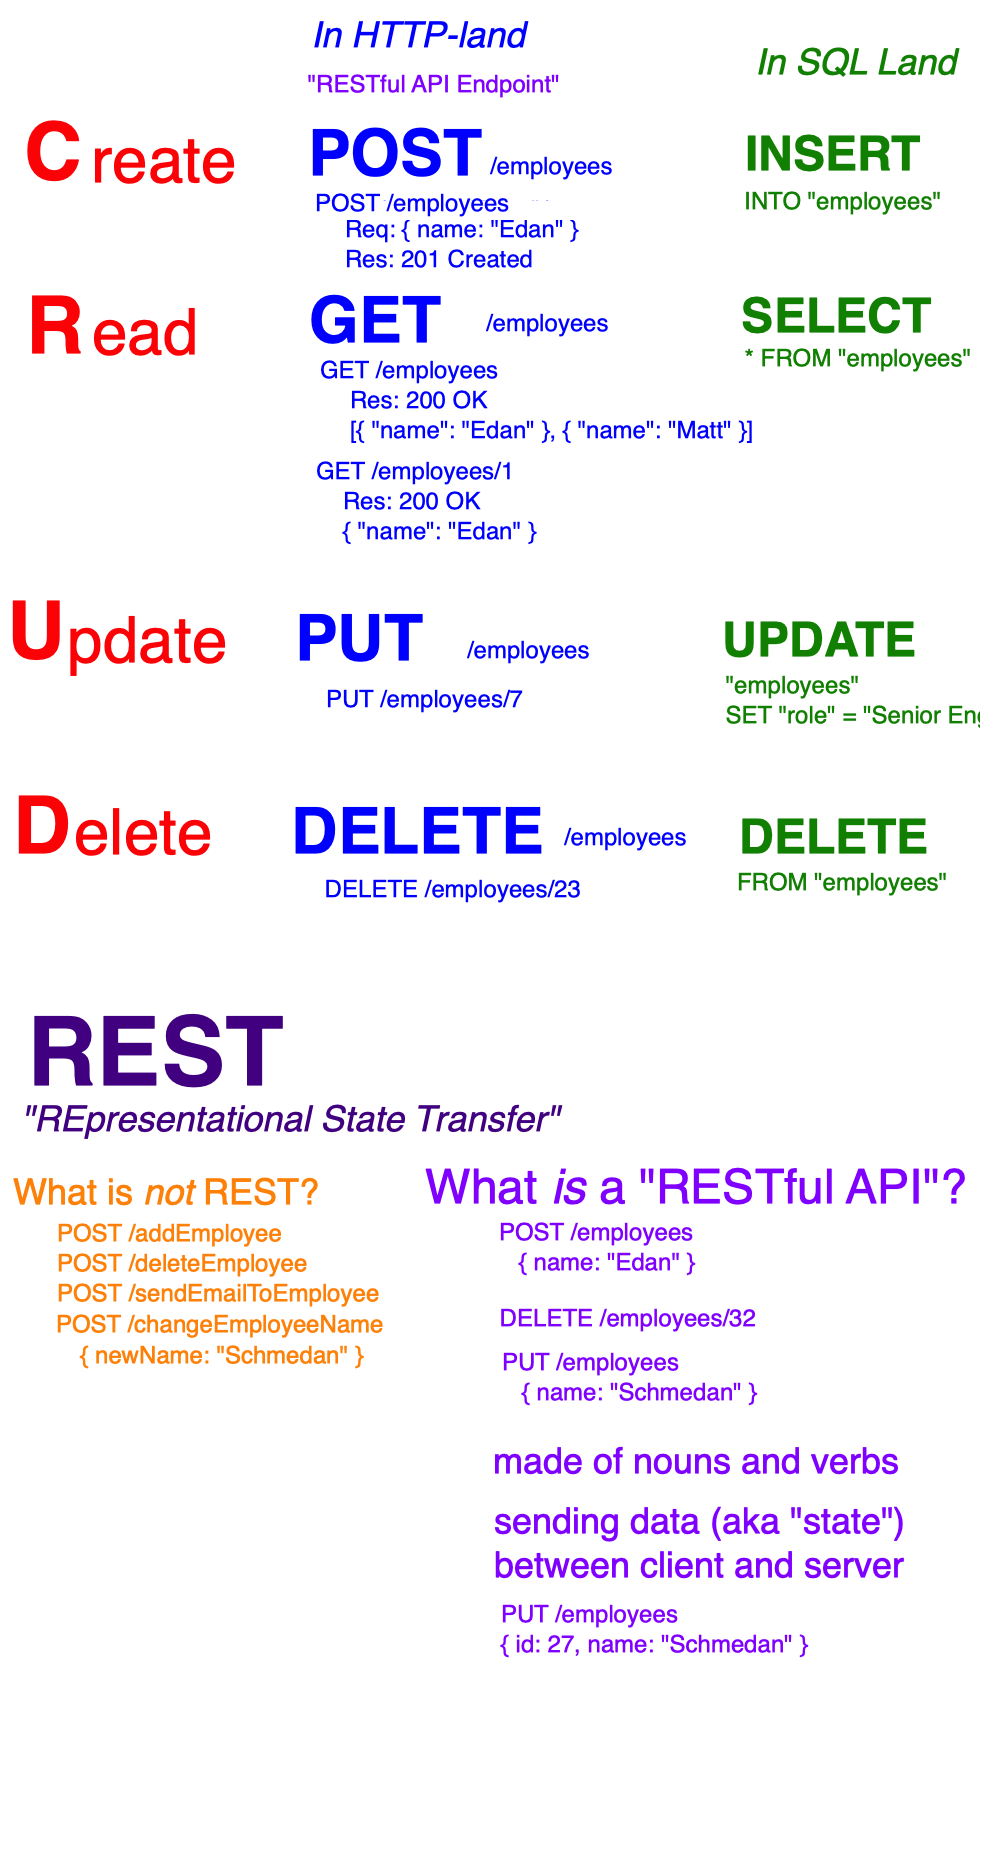 In HTTP-land
In SQL Land
"RESTful API Endpoint"
Create
POST /employees
INSERT
POST /employees
INTO "employees"
Req: { name: "Edan" }
Res: 201 Created
Read
GET /employees
SELECT
* FROM "employees"
GET /employees
Res: 200 OK
[{ "name": "Edan" }, { "name": "Matt" }]
GET /employees/1
Res: 200 OK
{ "name": "Edan" }
Update
PUT /employees
UPDATE
"employees"
PUT /employees/7
SET "role" = "Senior
Delete
DELETE /employees
DELETE
DELETE /employees/23
FROM "employees"
REST
"REpresentational State Transfer"
What is not REST?
POST /addEmployee
POST /deleteEmployee
POST /sendEmailToEmployee
POST /changeEmployeeName
{ newName: "Schmedan" }
What is a "RESTful API"?
POST /employees
{ name: "Edan" }
DELETE /employees/32
PUT /employees
{ name: "Schmedan" }
made of nouns and verbs
sending data (aka "state")
between client and server
PUT /employees
{ id: 27, name: "Schmedan" }